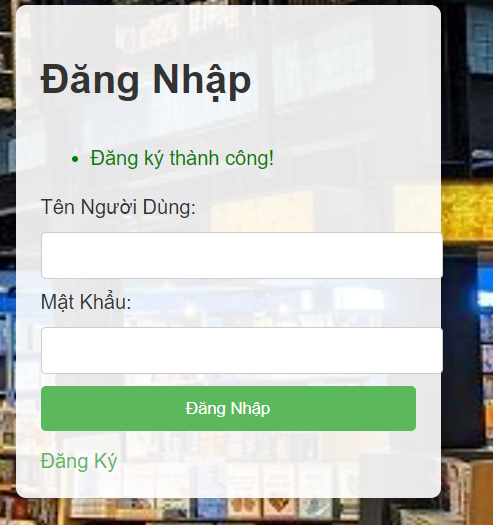 Đăng Nhập
Đăng ký thành công!
Tên Người Dùng:
Mật Khẩu:
Đăng Nhập
Đăng Ký